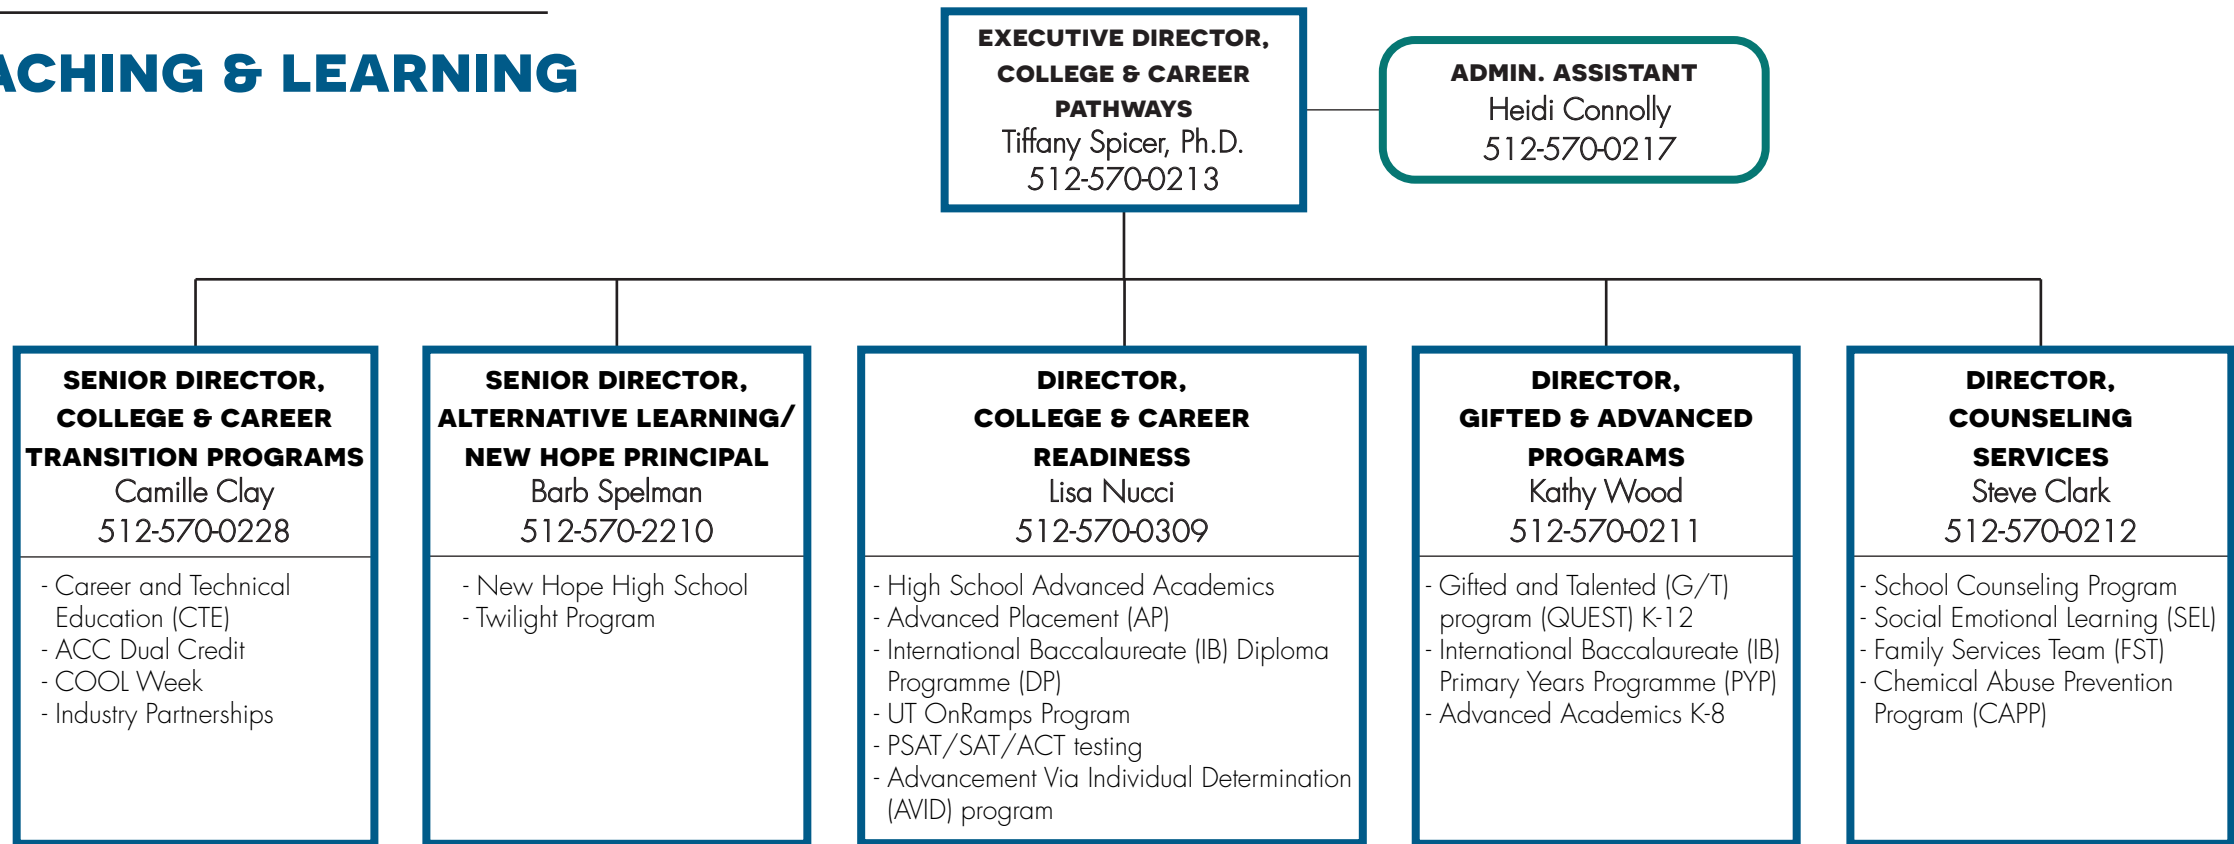 ACHING & LEARNING
EXECUTIVE DIRECTOR,
COLLEGE & CAREER
PATHWAYS
Tiffany Spicer, Ph.D.
512-570-0213
ADMIN. ASSISTANT
Heidi Connolly
512-570-0217
SENIOR DIRECTOR,
COLLEGE & CAREER
TRANSITION PROGRAMS
Camille Clay
512-570-0228
- Career and Technical
Education (CTE)
- ACC Dual Credit
- COOL Week
- Industry Partnerships
SENIOR DIRECTOR,
ALTERNATIVE LEARNING/
NEW HOPE PRINCIPAL
Barb Spelman
512-570-2210
- New Hope High School
- Twilight Program
DIRECTOR,
COLLEGE & CAREER
READINESS
Lisa Nucci
512-570-0309
- High School Advanced Academics
- Advanced Placement (AP)
- International Baccalaureate (IB) Diploma
Programme (DP)
- UT OnRamps Program
- PSAT/SAT/ACT testing
- Advancement Via Individual Determination
(AVID) program
DIRECTOR,
GIFTED & ADVANCED
PROGRAMS
Kathy Wood
512-570-0211
- Gifted and Talented (G/T)
program (QUEST) K-12
- International Baccalaureate (IB)
Primary Years Programme (PYP)
- Advanced Academics K-8
DIRECTOR,
COUNSELING
SERVICES
Steve Clark
512-570-0212
- School Counseling Program
- Social Emotional Learning (SEL)
- Family Services Team (FST)
- Chemical Abuse Prevention
Program (CAPP)